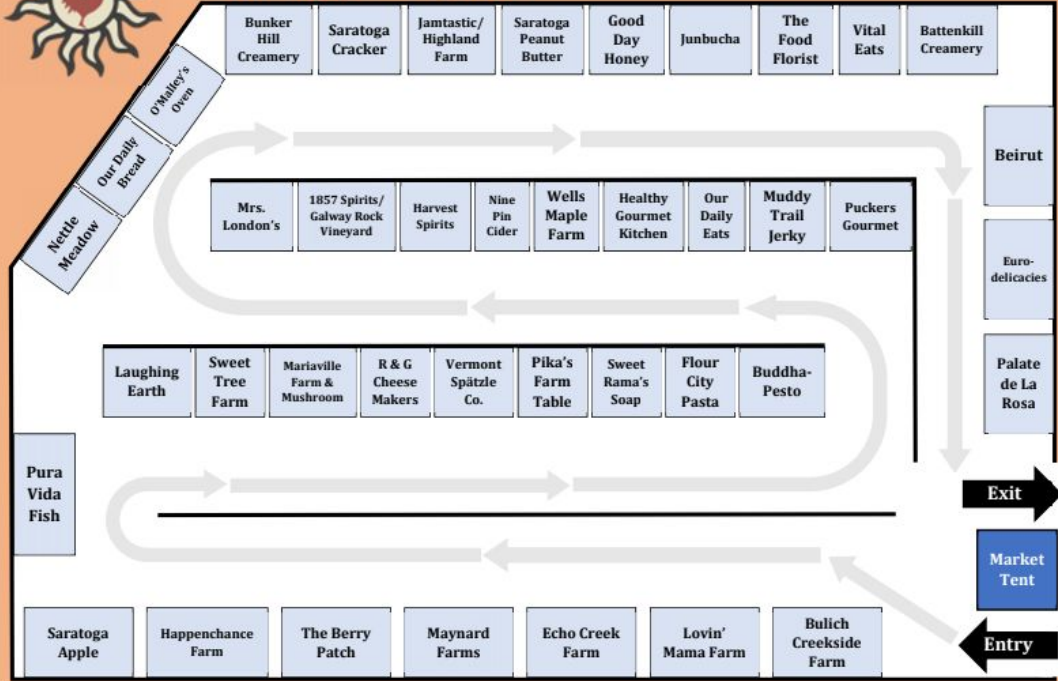 Bunker
Hill
Creamery
Saratoga
Cracker
Jamtastic/
Highland
Farm
Saratoga
Peanut
Butter
Good
Day
Honey
Junbucha
The
Food
Florist
Vital
Eats
Battenkill
Creamery
O'Malley's
Oven
Our Daily
Bread
Nettle
Meadow
Beirut
Euro-
delicacies
Palate
de La
Rosa
Mrs.
London's
1857 Spirits/
Galway Rock
Vineyard
Harvest
Spirits
Nine
Pin
Cider
Wells
Maple
Farm
Healthy
Gourmet
Kitchen
Our
Daily
Eats
Muddy
Trail
Jerky
Puckers
Gourmet
Laughing
Earth
Sweet
Tree
Farm
Mariaville
Farm &
Mushroom
R & G
Cheese
Makers
Vermont
Spätzle
Co.
Pika's
Farm
Table
Sweet
Rama's
Soap
Flour
City
Pasta
Buddha-
Pesto
Pura
Vida
Fish
Exit
Market
Tent
Entry
Saratoga
Apple
Happenchance
Farm
The Berry
Patch
Maynard
Farms
Echo Creek
Farm
Lovin'
Mama Farm
Bulich
Creekside
Farm